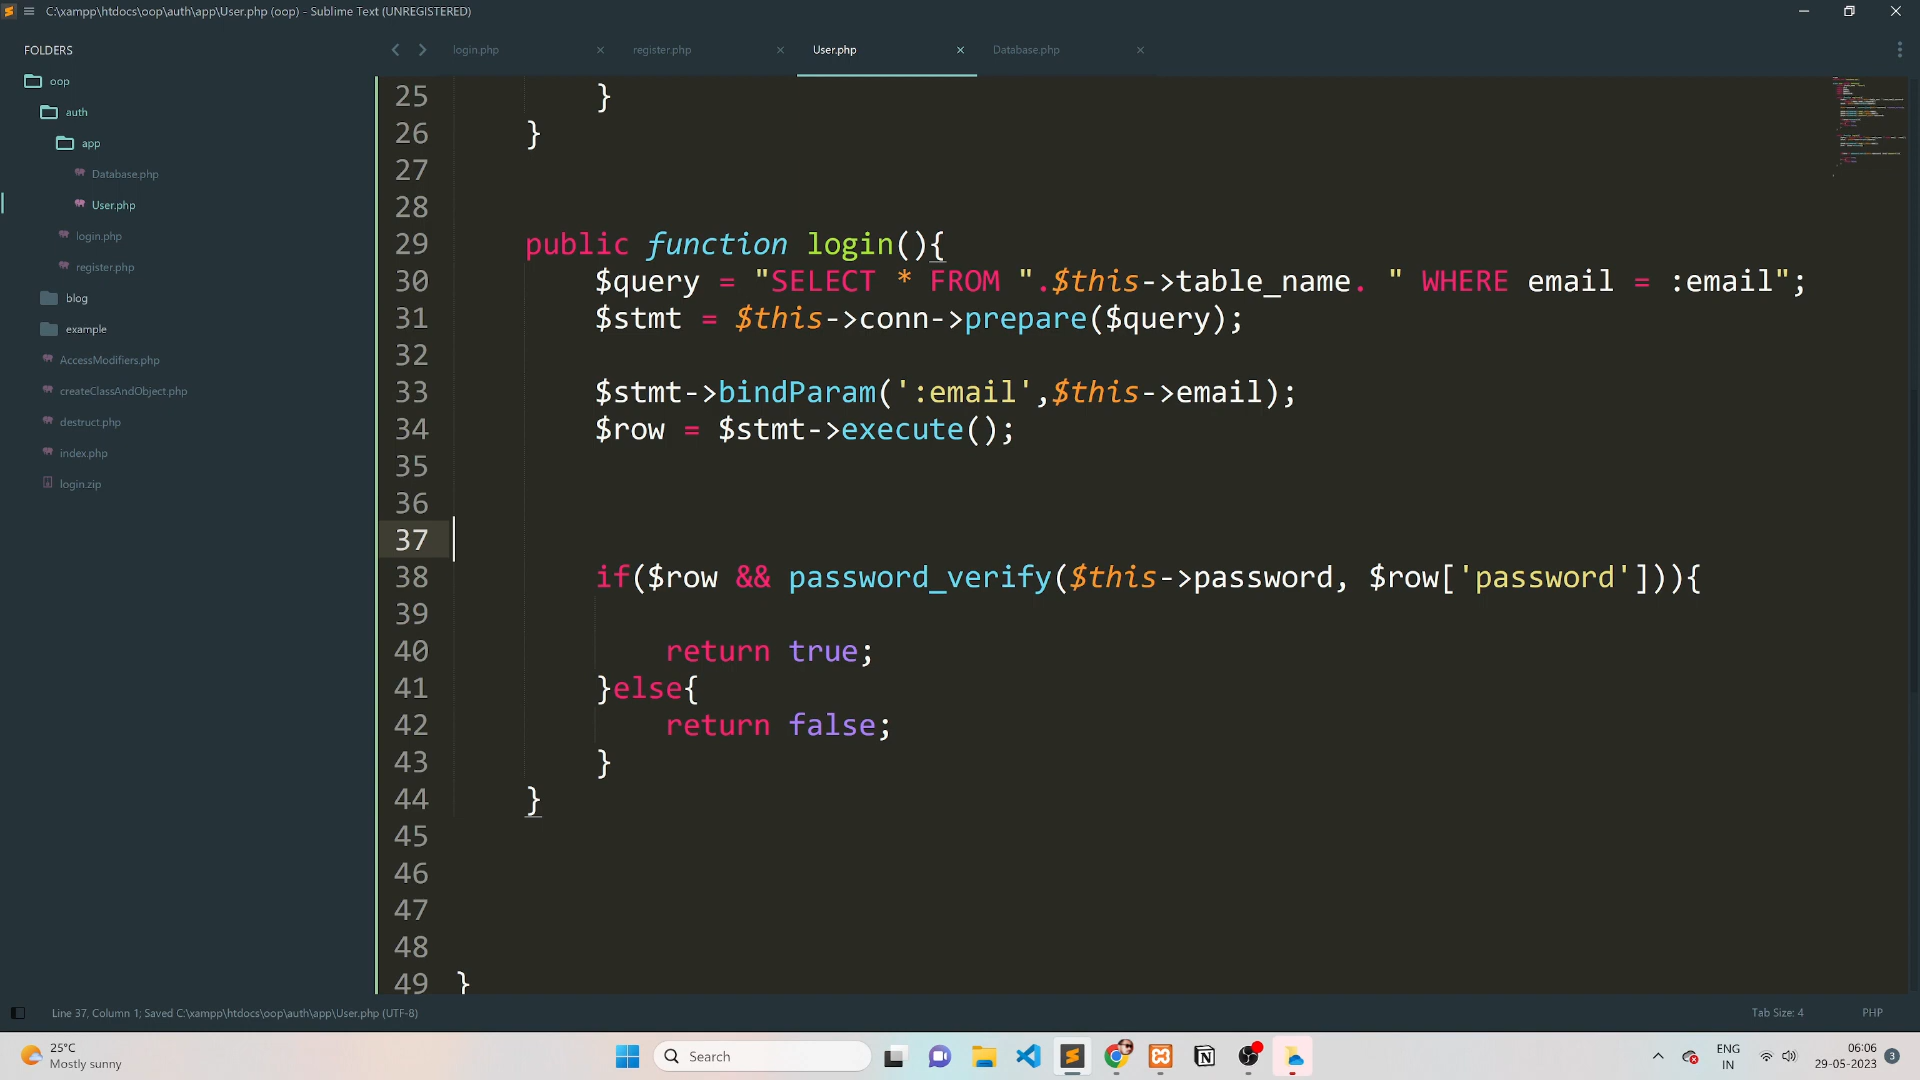 C:\xampp\htdocs\oop\auth\app\User.php (oop) - Sublime Text (UNREGISTERED)
FOLDERS
oop
auth
app
Database.php
User.php
login.php
register.php
blog
example
AccessModifiers.php
createClassAndObject.php
destruct.php
index.php
login.zip
login.php × register.php × User.php × Database.php ×
25 }
26 }
27
28
29 public function login(){
30 $query = "SELECT * FROM ".$this->table_name. " WHERE email = :email";
31 $stmt = $this->conn->prepare($query);
32
33 $stmt->bindParam(':email',$this->email);
34 $row = $stmt->execute();
35
36
37
38 if($row && password_verify($this->password, $row['password'])){
39
40 return true;
41 }else{
42 return false;
43 }
44 }
45
46
47
48
49 }
Line 37, Column 1; Saved C:\xampp\htdocs\oop\auth\app\User.php (UTF-8) Tab Size: 4 PHP
25°C
Mostly sunny
Search
ENG
IN
06:06
29-05-2023
3